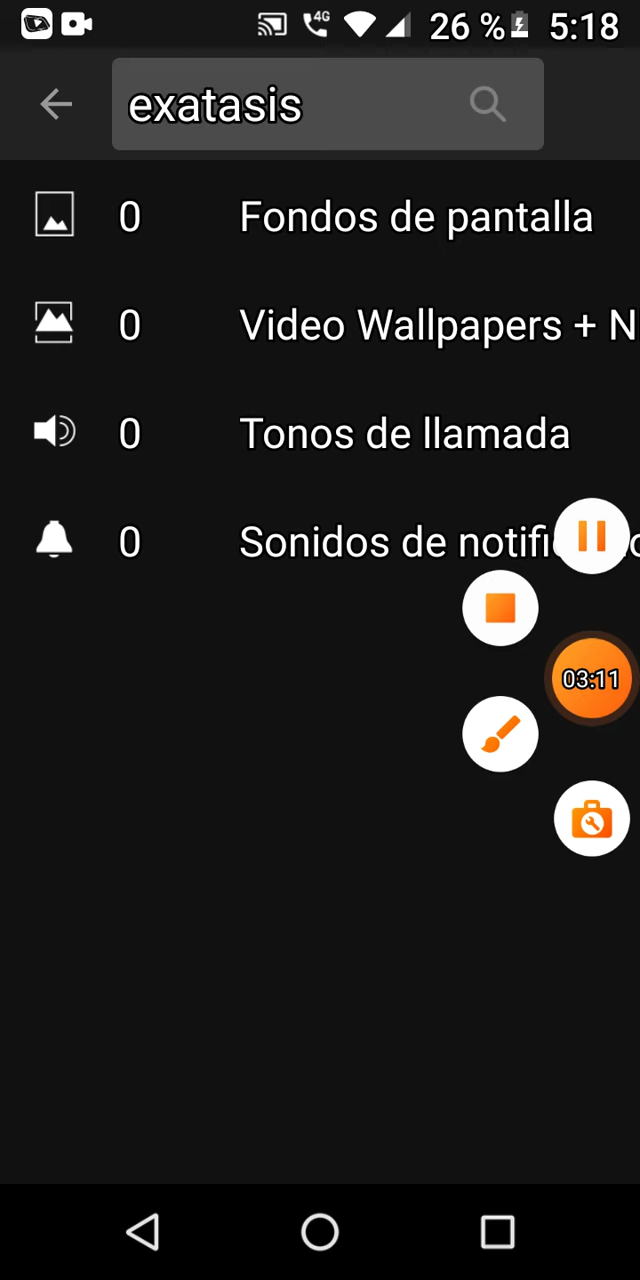 4G 26 % 5:18
exatasis
0 Fondos de pantalla
0 Video Wallpapers + N
0 Tonos de llamada
0 Sonidos de notifi
03:11